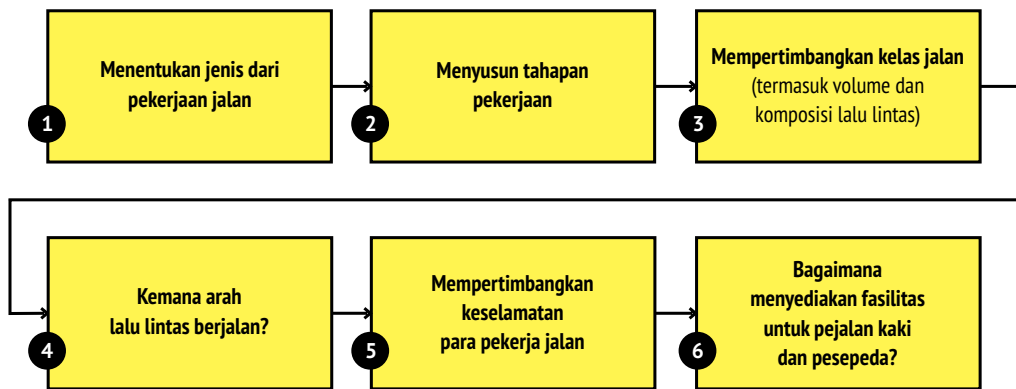 Menentukan jenis dari
pekerjaan jalan
1
Menyusun tahapan
pekerjaan
2
Mempertimbangkan kelas jalan
(termasuk volume dan
komposisi lalu lintas)
3
Kemana arah
lalu lintas berjalan?
4
Mempertimbangkan
keselamatan
para pekerja jalan
5
Bagaimana
menyediakan fasilitas
untuk pejalan kaki
dan pesepeda?
6